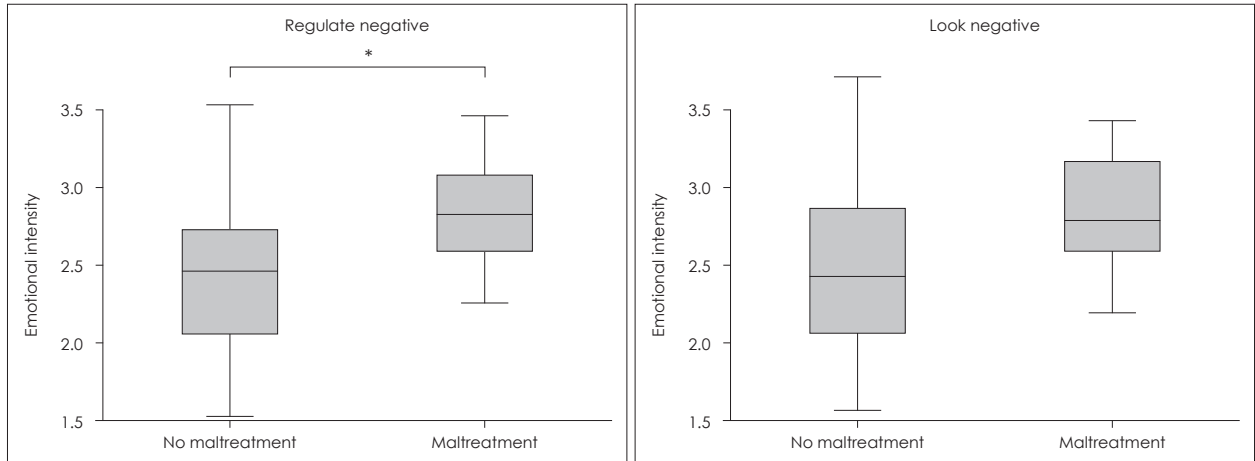 Regulate negative
*
3.5
3.0
2.5
2.0
1.5
Emotional intensity
No maltreatment
Maltreatment
Look negative
3.5
3.0
2.5
2.0
1.5
Emotional intensity
No maltreatment
Maltreatment